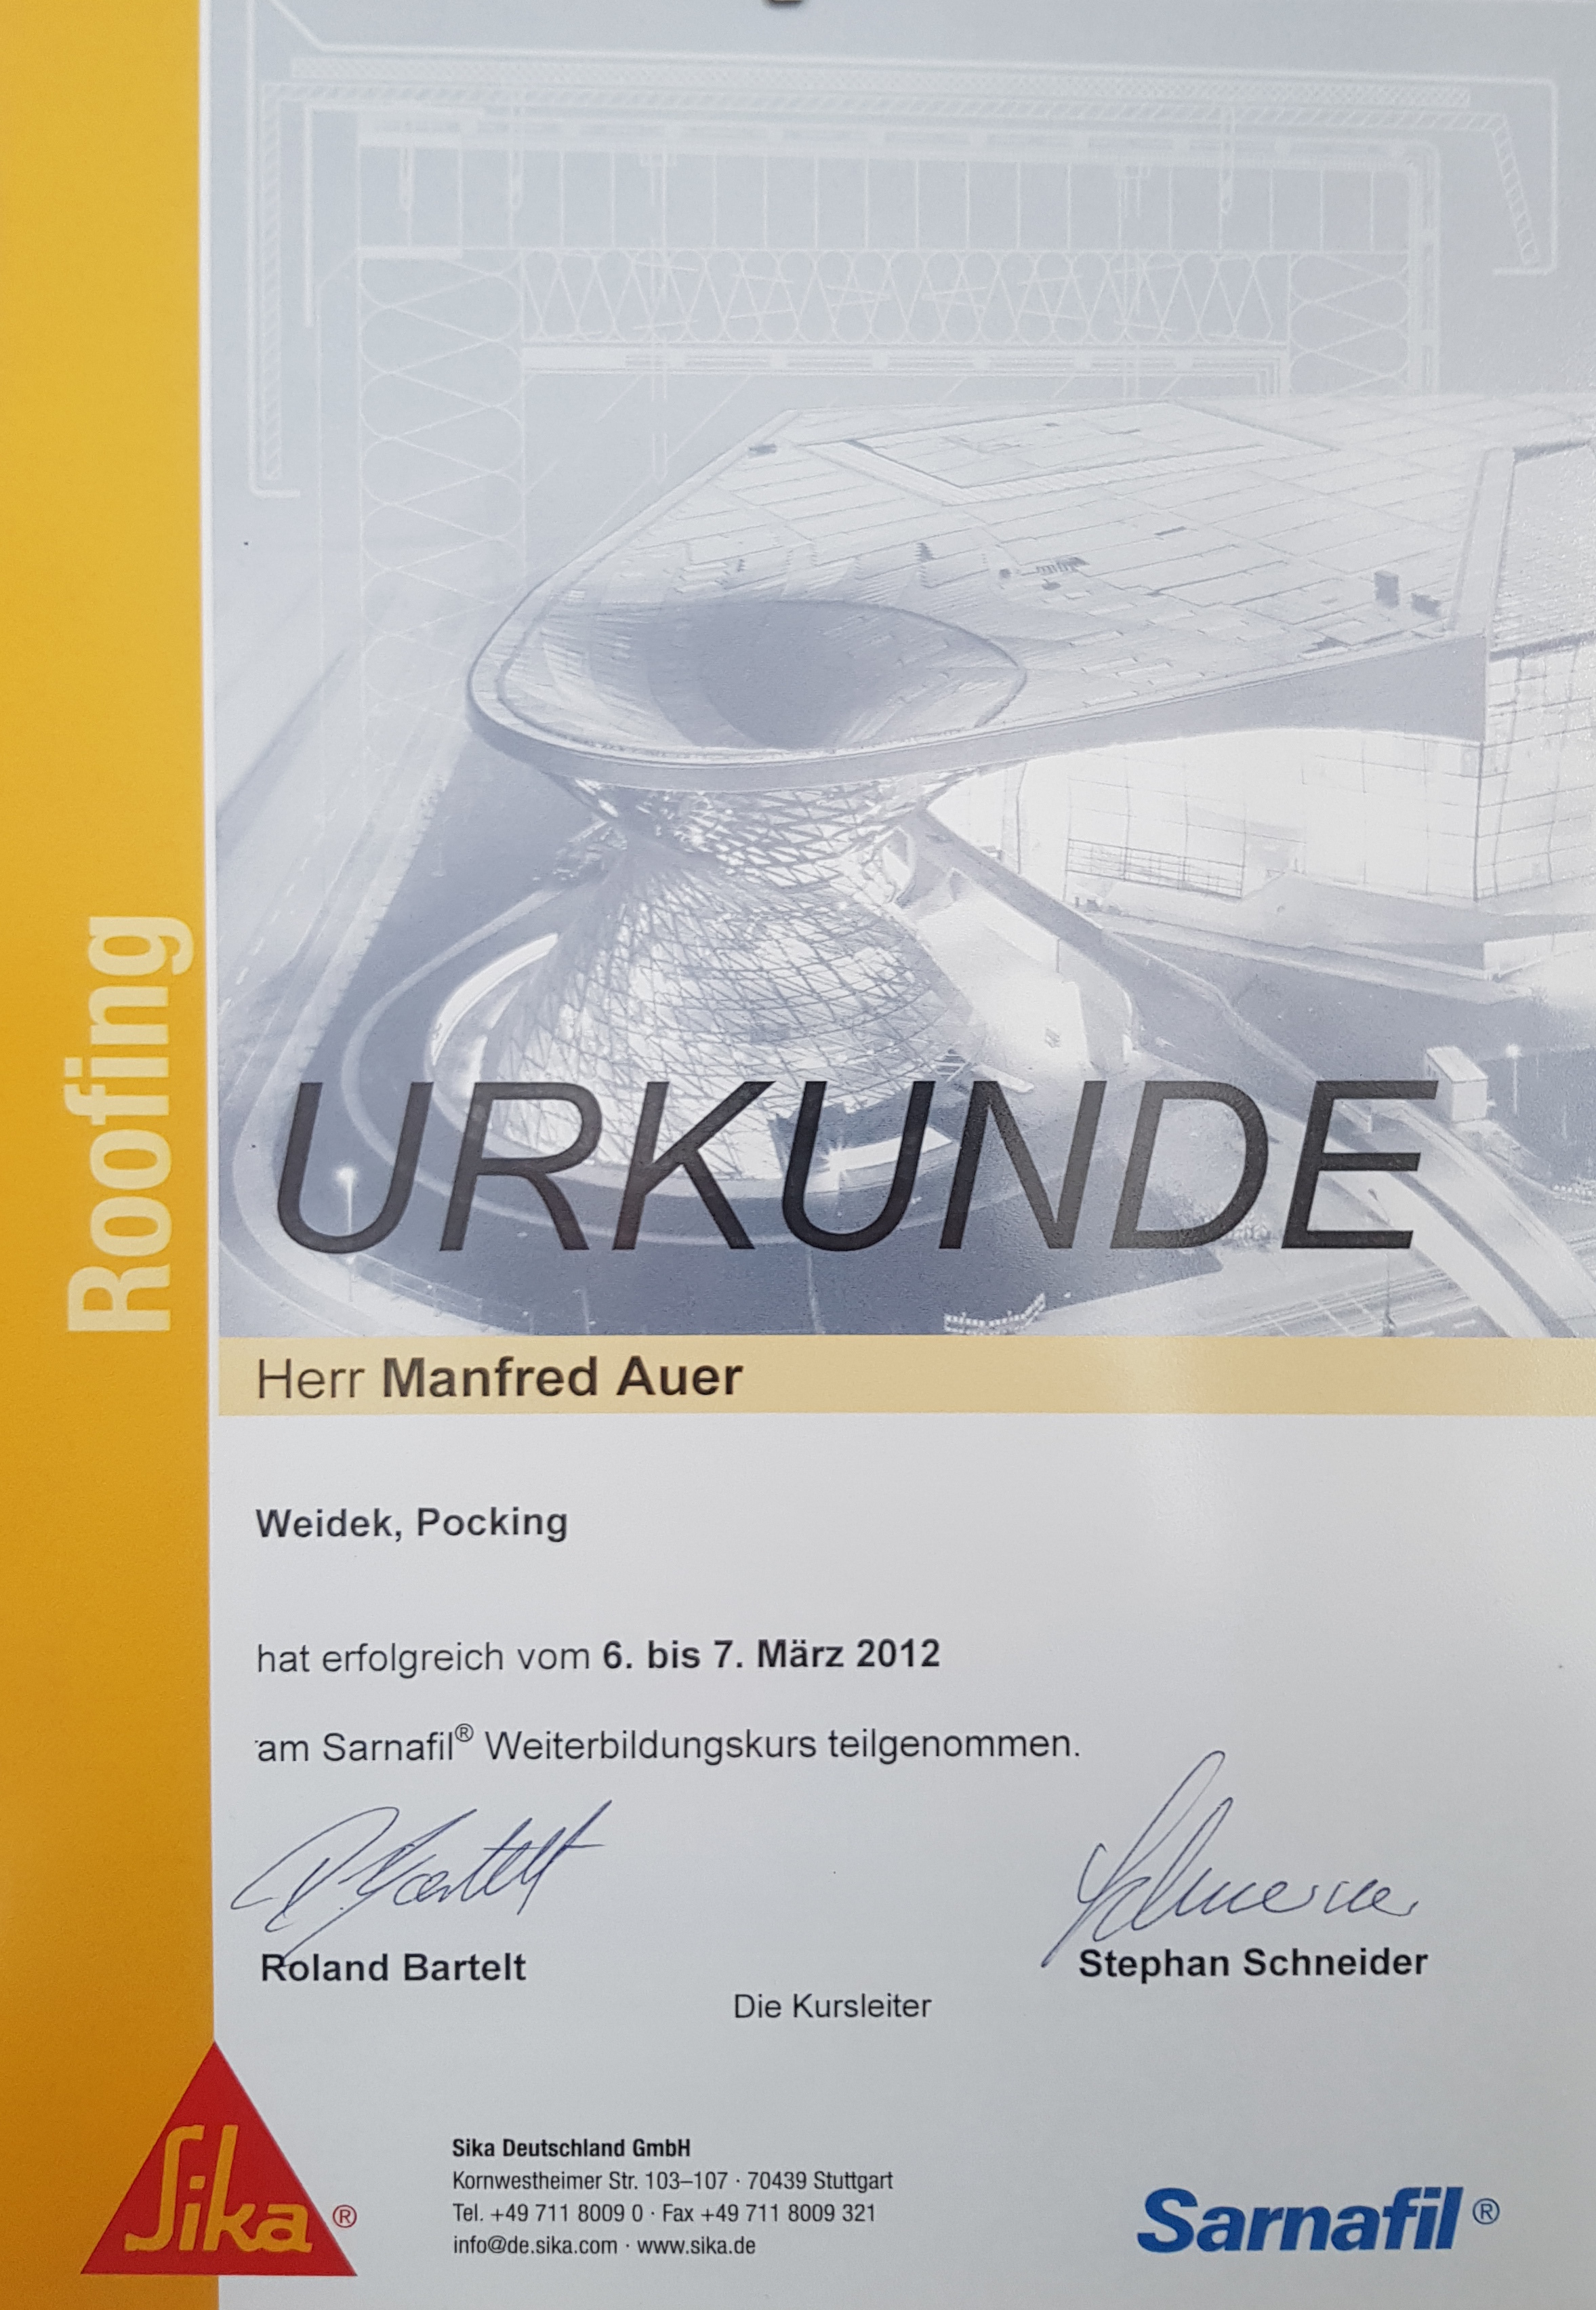 Roofing
URKUNDE
Herr Manfred Auer
Weidek, Pocking
hat erfolgreich vom 6. bis 7. März 2012
am Sarnafil® Weiterbildungskurs teilgenommen.
Roland Bartelt
Stephan Schneider
Die Kursleiter
Sika®
Sika Deutschland GmbH
Kornwestheimer Str. 103–107 · 70439 Stuttgart
Tel. +49 711 8009 0 · Fax +49 711 8009 321
info@de.sika.com · www.sika.de
Sarnafil®